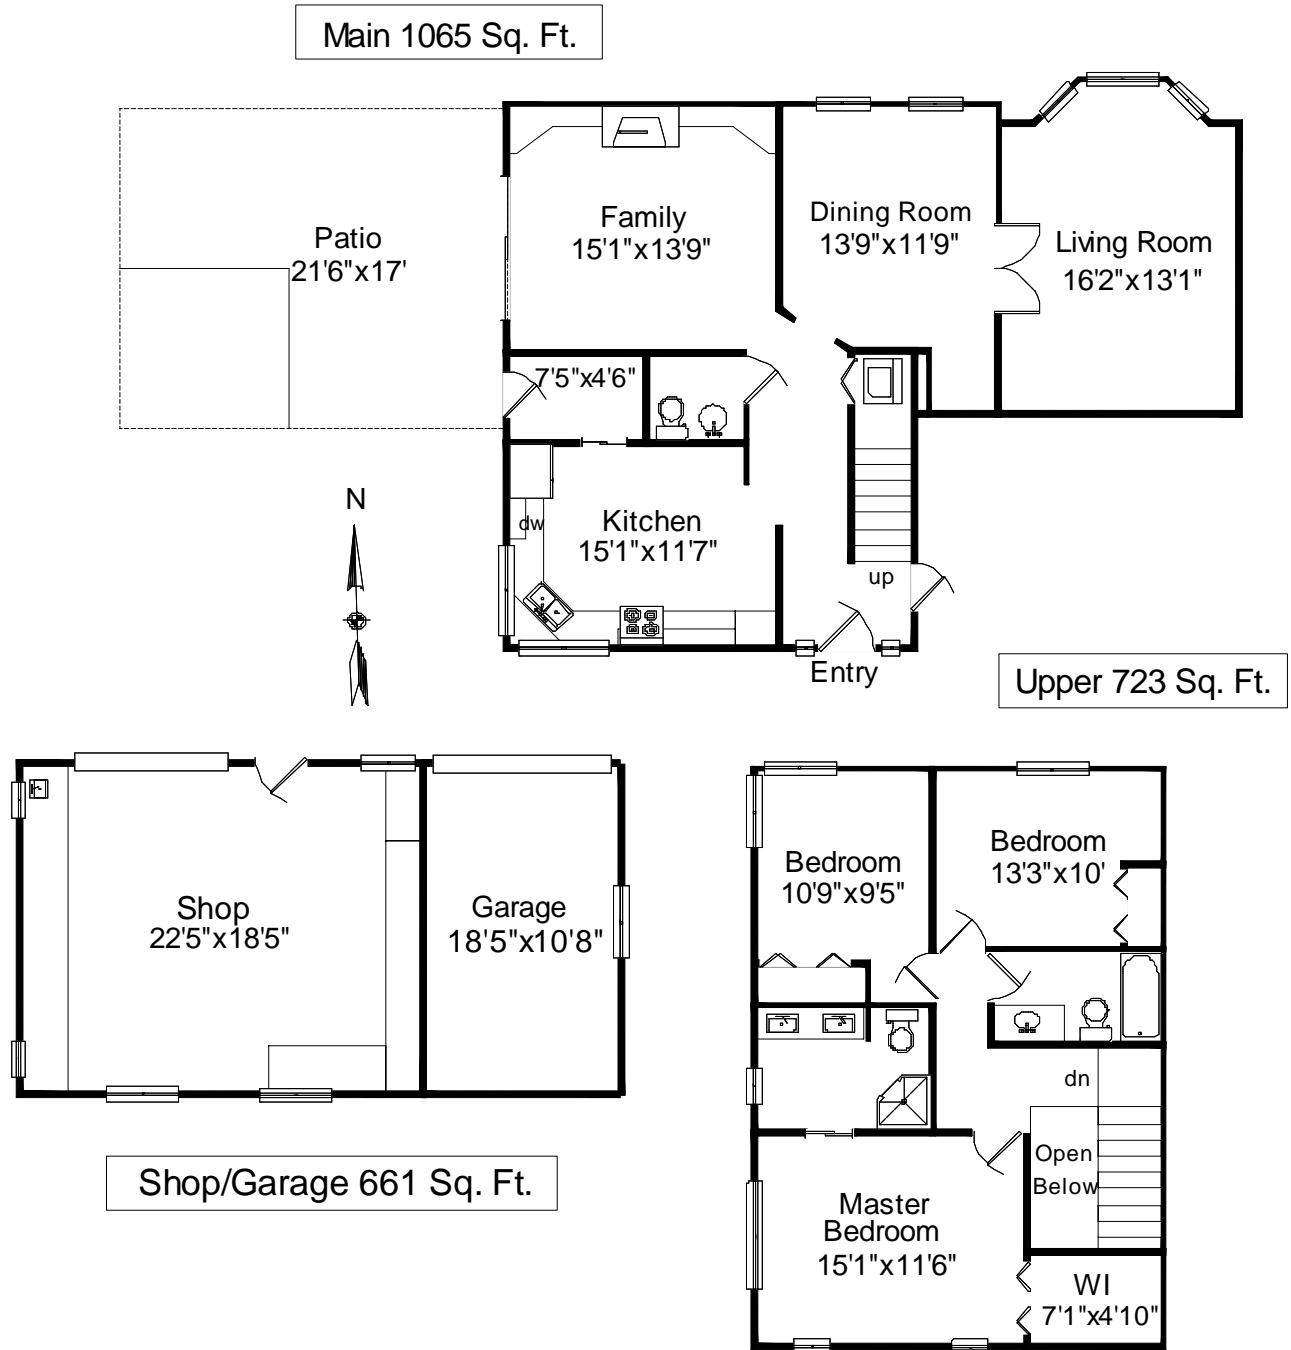 Main 1065 Sq. Ft.
Patio
21'6"x17'
Family
15'1"x13'9"
Dining Room
13'9"x11'9"
Living Room
16'2"x13'1"
7'5"x4'6"
Kitchen
15'1"x11'7"
dw
up
Entry
N
Upper 723 Sq. Ft.
Shop
22'5"x18'5"
Garage
18'5"x10'8"
Shop/Garage 661 Sq. Ft.
Bedroom
10'9"x9'5"
Bedroom
13'3"x10'
dn
Open
Below
Master
Bedroom
15'1"x11'6"
WI
7'1"x4'10"